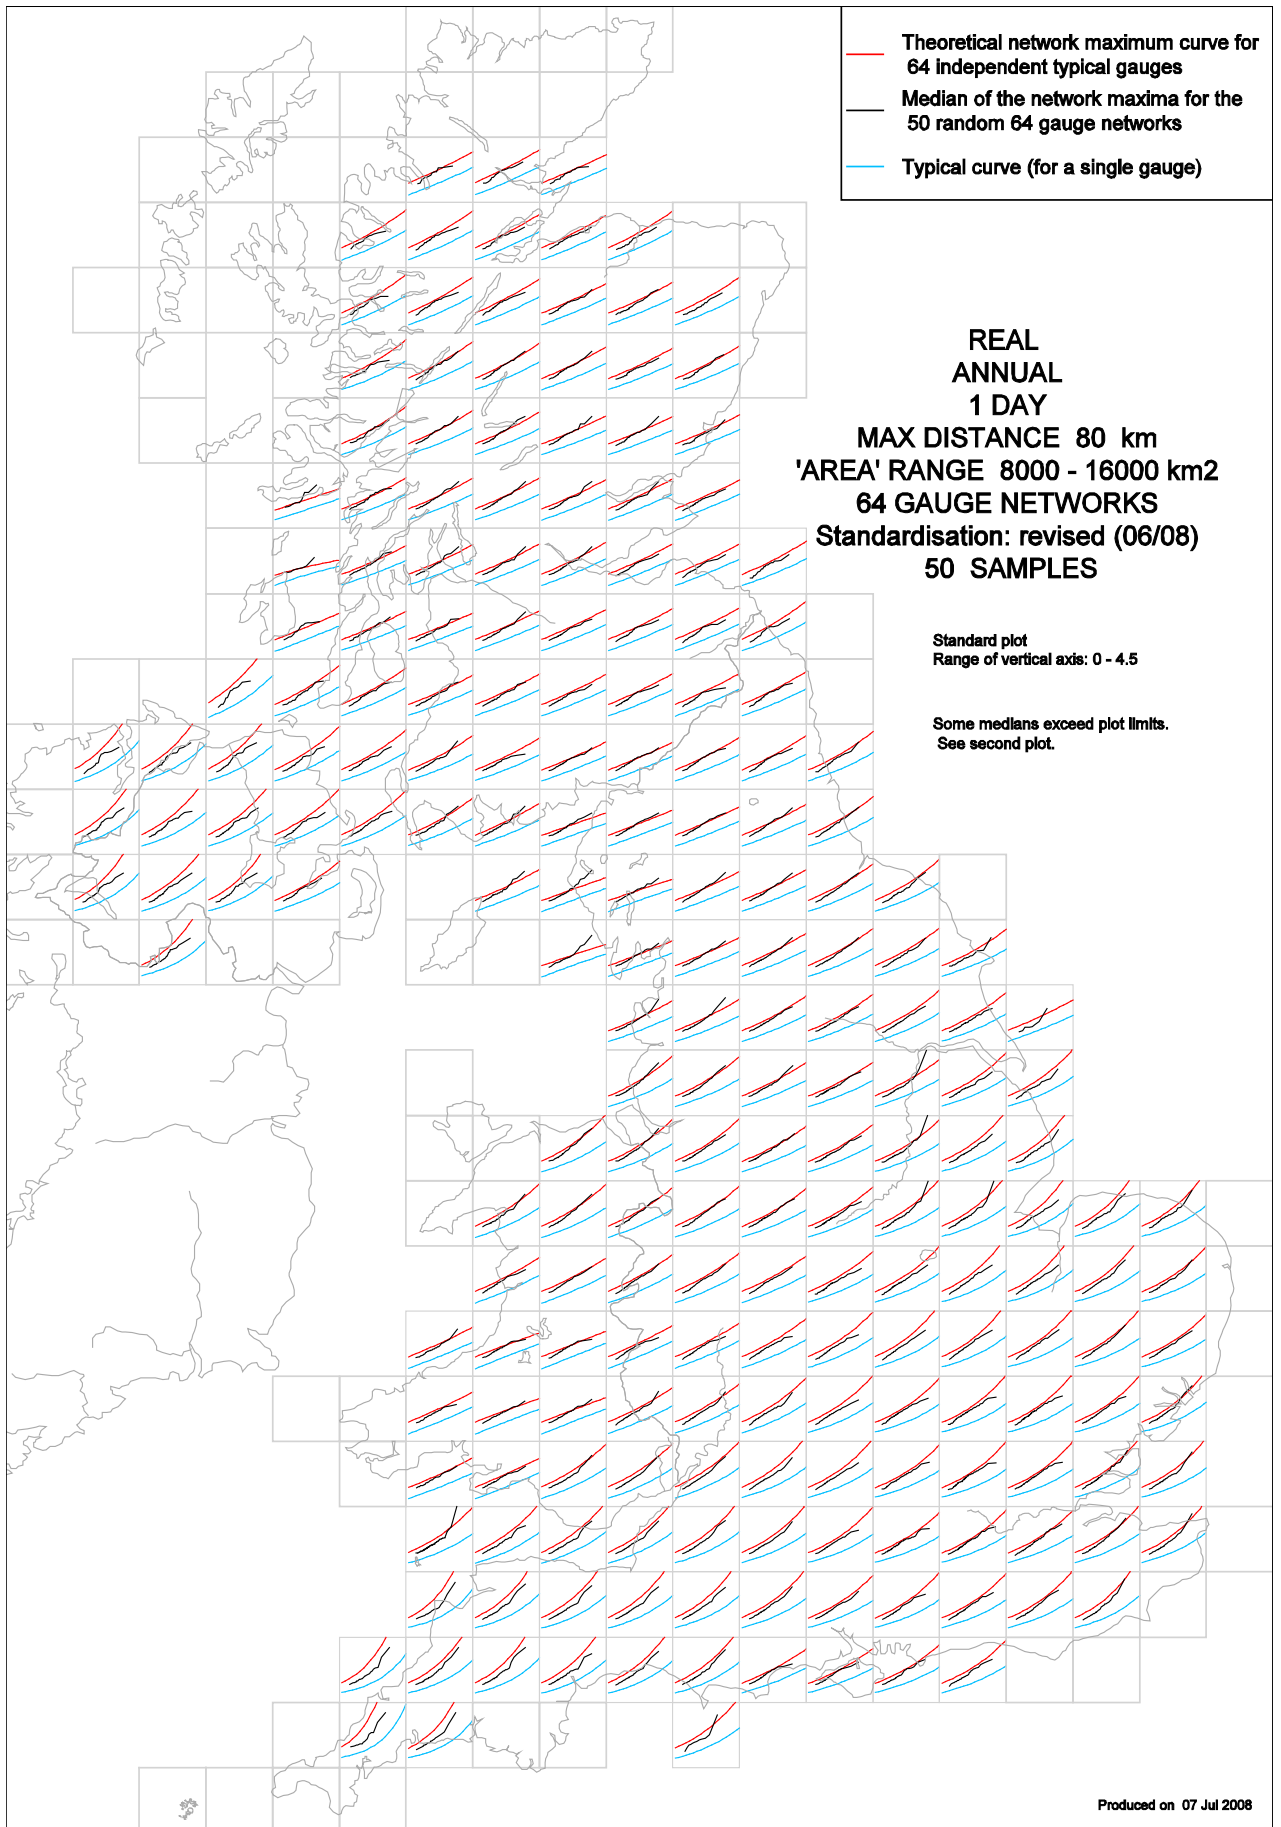 Theoretical network maximum curve for
64 independent typical gauges
Median of the network maxima for the
50 random 64 gauge networks
Typical curve (for a single gauge)
REAL
ANNUAL
1 DAY
MAX DISTANCE 80 km
'AREA' RANGE 8000 - 16000 km2
64 GAUGE NETWORKS
Standardisation: revised (06/08)
50 SAMPLES
Standard plot
Range of vertical axis: 0 - 4.5
Some medians exceed plot limits.
See second plot.
Produced on 07 Jul 2008